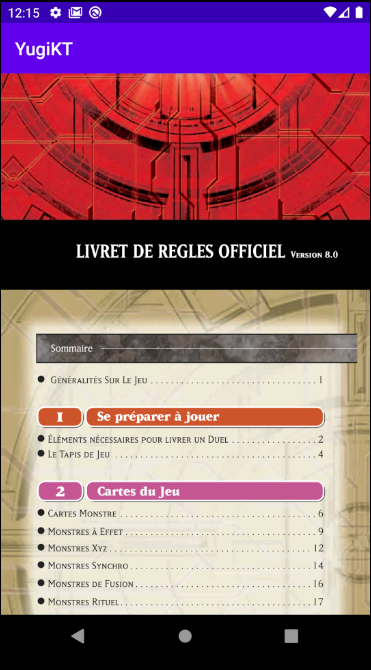 12:15
YugiKT
LIVRET DE REGLES OFFICIEL VERSION 8.0
Sommaire
● GÉNÉRALITÉS SUR LE JEU . . . . . . . . . . . . . . . . . . . . . . . . . . . . 1
1 Se préparer à jouer
● ÉLÉMENTS NÉCESSAIRES POUR LIVRER UN DUEL . . . . . . . . . . . . . . 2
● LE TAPIS DE JEU . . . . . . . . . . . . . . . . . . . . . . . . . . . . . . . . . . . 4
2 Cartes du Jeu
● CARTES MONSTRE . . . . . . . . . . . . . . . . . . . . . . . . . . . . . . . . . . 6
● MONSTRES À EFFET . . . . . . . . . . . . . . . . . . . . . . . . . . . . . . . . 9
● MONSTRES XYZ . . . . . . . . . . . . . . . . . . . . . . . . . . . . . . . . . . . 12
● MONSTRES SYNCHRO . . . . . . . . . . . . . . . . . . . . . . . . . . . . . . . 14
● MONSTRES DE FUSION . . . . . . . . . . . . . . . . . . . . . . . . . . . . . . 16
● MONSTRES RITUEL . . . . . . . . . . . . . . . . . . . . . . . . . . . . . . . . . 17